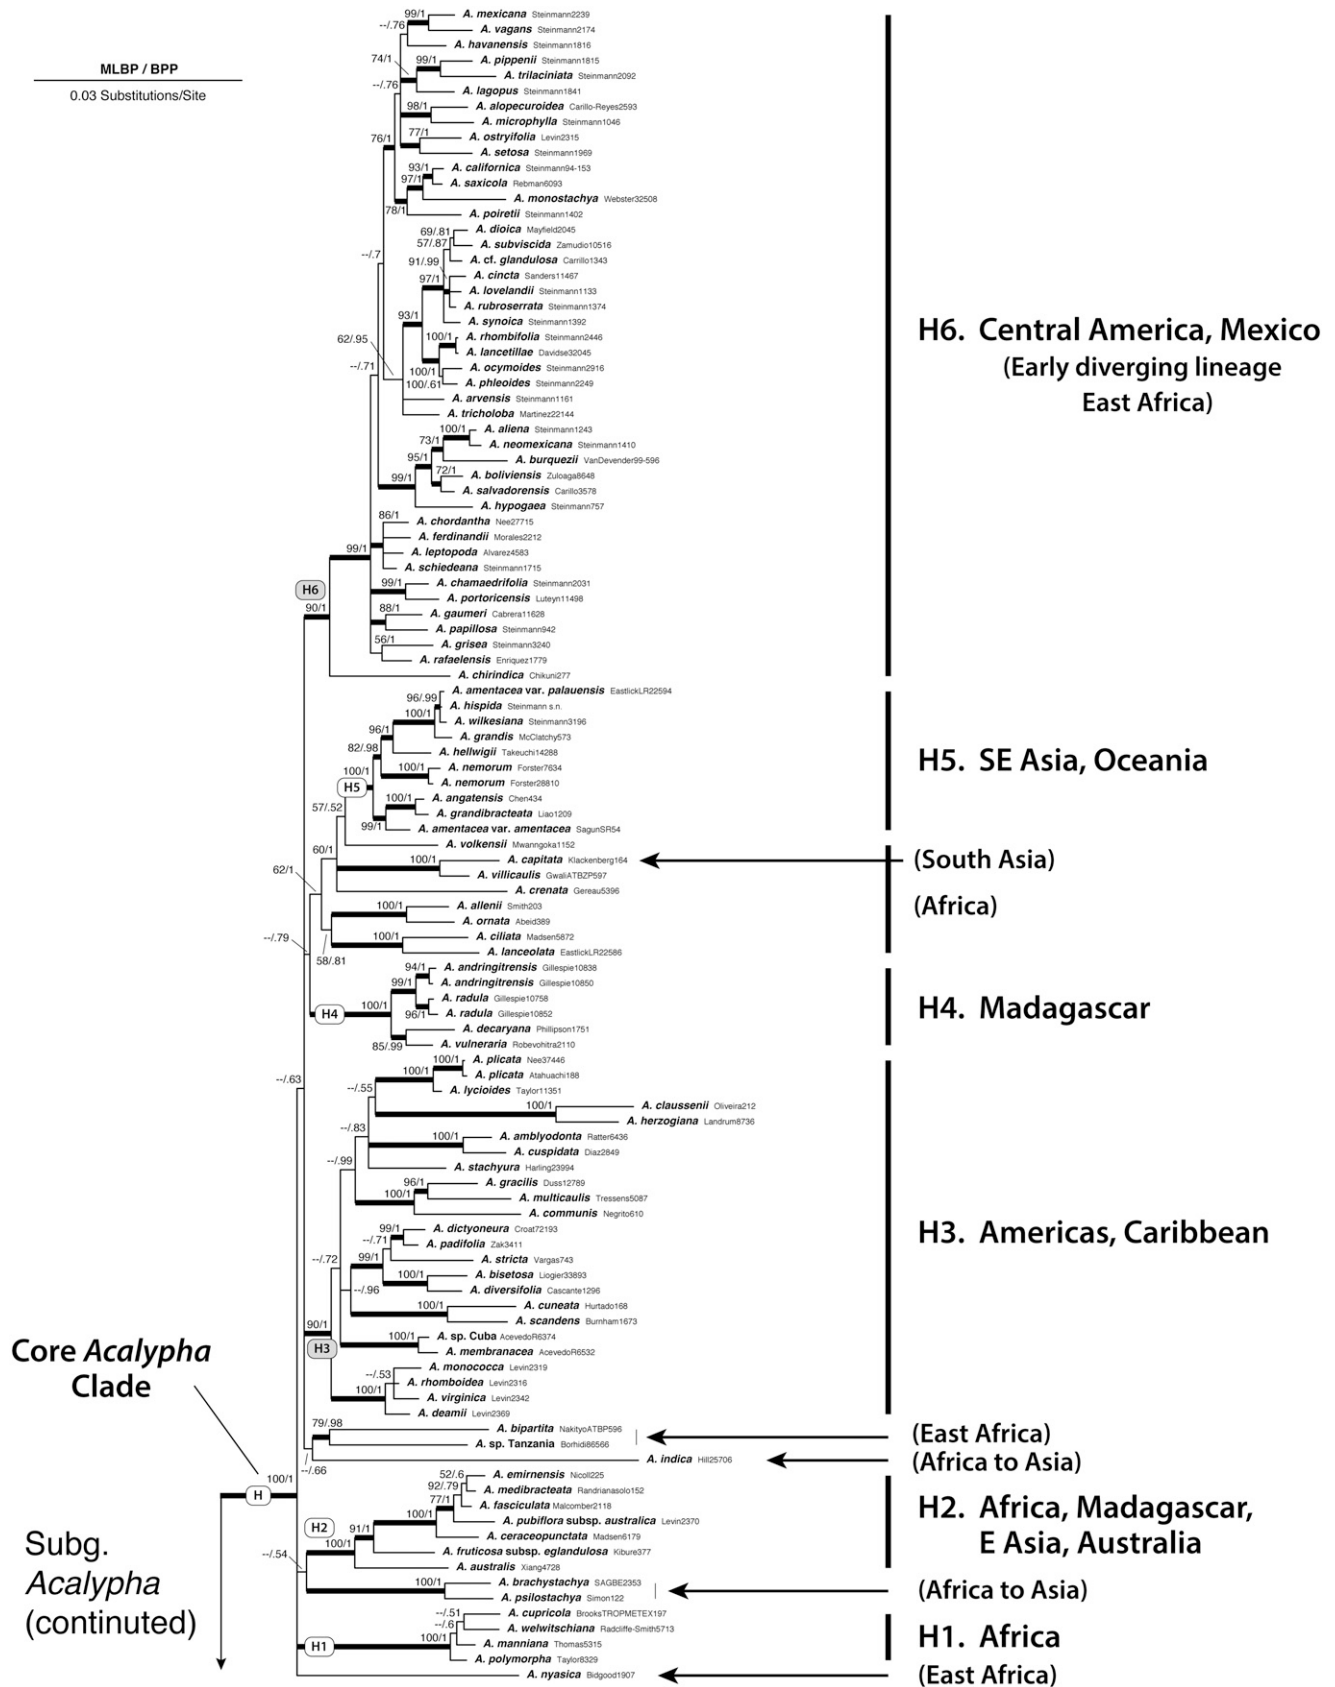 MLBP / BPP
0.03 Substitutions/Site
99/1
A. mexicana Steinmann2239
--/.76
A. vagans Steinmann2174
A. havanensis Steinmann1816
74/1
99/1
A. pippenii Steinmann1815
A. trilaciniata Steinmann2092
--/.76
A. lagopus Steinmann1841
98/1
A. alopecuroidea Carillo-Reyes2593
A. microphylla Steinmann1046
76/1
77/1
A. ostryifolia Levin2315
A. setosa Steinmann1969
93/1
A. californica Steinmann94-153
97/1
A. saxicola Rebman6093
A. monostachya Webster32508
78/1
A. poiretii Steinmann1402
69/.81
A. dioica Mayfield2045
57/.87
A. subviscida Zamudio10516
--/.7
91/.99
A. cf. glandulosa Carrillo1343
97/1
A. cincta Sanders11467
A. lovelandii Steinmann1133
A. rubroserrata Steinmann1374
93/1
A. synoica Steinmann1392
62/.95
100/1
A. rhombifolia Steinmann2446
A. lancetillae Davidse32045
--/.71
100/1
A. ocymoides Steinmann2916
100/.61
A. phleoides Steinmann2249
A. arvensis Steinmann1161
A. tricholoba Martinez22144
100/1
A. aliena Steinmann1243
73/1
A. neomexicana Steinmann1410
95/1
A. burquezii VanDevender99-596
72/1
A. boliviensis Zuloaga8648
99/1
A. salvadorensis Carillo3578
A. hypogaea Steinmann757
86/1
A. chordantha Nee27715
A. ferdinandii Morales2212
99/1
A. leptopoda Alvarez4583
A. schiedeana Steinmann1715
99/1
A. chamaedrifolia Steinmann2031
H6
A. portoricensis Luteyn11498
90/1
88/1
A. gaumeri Cabrera11628
A. papillosa Steinmann942
56/1
A. grisea Steinmann3240
A. rafaelensis Enriquez1779
A. chirindica Chikuni277
H6. Central America, Mexico
(Early diverging lineage
East Africa)
96/.99
A. amentacea var. palauensis EastlickLR22594
100/1
A. hispida Steinmann s.n.
96/1
A. wilkesiana Steinmann3196
A. grandis McClatchy573
82/.98
A. hellwigii Takeuchi14288
100/1
100/1
A. nemorum Forster7634
H5
A. nemorum Forster28810
100/1
A. angatensis Chen434
57/.52
A. grandibracteata Liao1209
99/1
A. amentacea var. amentacea SagunSR54
H5. SE Asia, Oceania
A. volkensii Mwanngoka1152
60/1
100/1
A. capitata Klackenberg164
(South Asia)
62/1
A. villicaulis GwaliATBZP597
A. crenata Gereau5396
100/1
A. allenii Smith203
(Africa)
A. ornata Abeid389
--/.79
100/1
A. ciliata Madsen5872
58/.81
A. lanceolata EastlickLR22586
94/1
A. andringitrensis Gillespie10838
99/1
A. andringitrensis Gillespie10850
100/1
A. radula Gillespie10758
H4
96/1
A. radula Gillespie10852
A. decaryana Phillipson1751
85/.99
A. vulneraria Robevohitra2110
H4. Madagascar
100/1
A. plicata Nee37446
--/.63
100/1
A. plicata Atahuachi188
--/.55
A. lycioides Taylor11351
100/1
A. claussenii Oliveira212
A. herzogiana Landrum8736
--/.83
100/1
A. amblyodonta Ratter6436
A. cuspidata Diaz2849
--/.99
A. stachyura Harling23994
96/1
A. gracilis Duss12789
100/1
A. multicaulis Tressens5087
A. communis Negrito610
99/1
A. dictyoneura Croat72193
--/.71
A. padifolia Zak3411
--/.72
99/1
A. stricta Vargas743
100/1
A. bisetosa Liogier33893
--/.96
A. diversifolia Cascante1296
100/1
A. cuneata Hurtado168
A. scandens Burnham1673
90/1
100/1
A. sp. Cuba AcevedoR6374
H3
A. membranacea AcevedoR6532
--/.53
A. monococca Levin2319
A. rhomboidea Levin2316
100/1
A. virginica Levin2342
A. deamii Levin2369
H3. Americas, Caribbean
Core Acalypha
Clade
79/.98
A. bipartita NakityoATBP596
(East Africa)
A. sp. Tanzania Borhidi86566
A. indica Hill25706
(Africa to Asia)
--/.66
100/1
H
52/.6
A. emirnensis Nicoll225
92/.79
A. medibracteata Randrianasolo152
77/1
A. fasciculata Malcomber2118
100/1
A. pubiflora subsp. australica Levin2370
H2
91/1
A. ceraceopunctata Madsen6179
100/1
A. fruticosa subsp. eglandulosa Kibure377
--/.54
A. australis Xiang4728
H2. Africa, Madagascar,
E Asia, Australia
100/1
A. brachystachya SAGBE2353
(Africa to Asia)
A. psilostachya Simon122
Subg.
Acalypha
(continuted)
--/.51
A. cupricola BrooksTROPMETEX197
--/.6
A. welwitschiana Radcliffe-Smith5713
H1
100/1
A. manniana Thomas5315
A. polymorpha Taylor8329
H1. Africa
A. nyasica Bidgood1907
(East Africa)